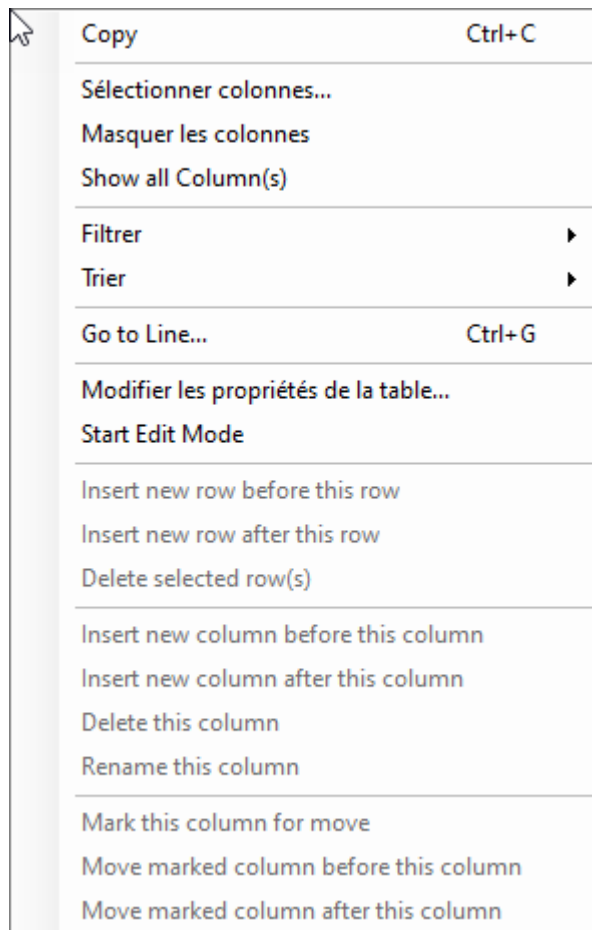 Copy Ctrl+C
Sélectionner colonnes...
Masquer les colonnes
Show all Column(s)
Filtrer
Trier
Go to Line... Ctrl+G
Modifier les propriétés de la table...
Start Edit Mode
Insert new row before this row
Insert new row after this row
Delete selected row(s)
Insert new column before this column
Insert new column after this column
Delete this column
Rename this column
Mark this column for move
Move marked column before this column
Move marked column after this column